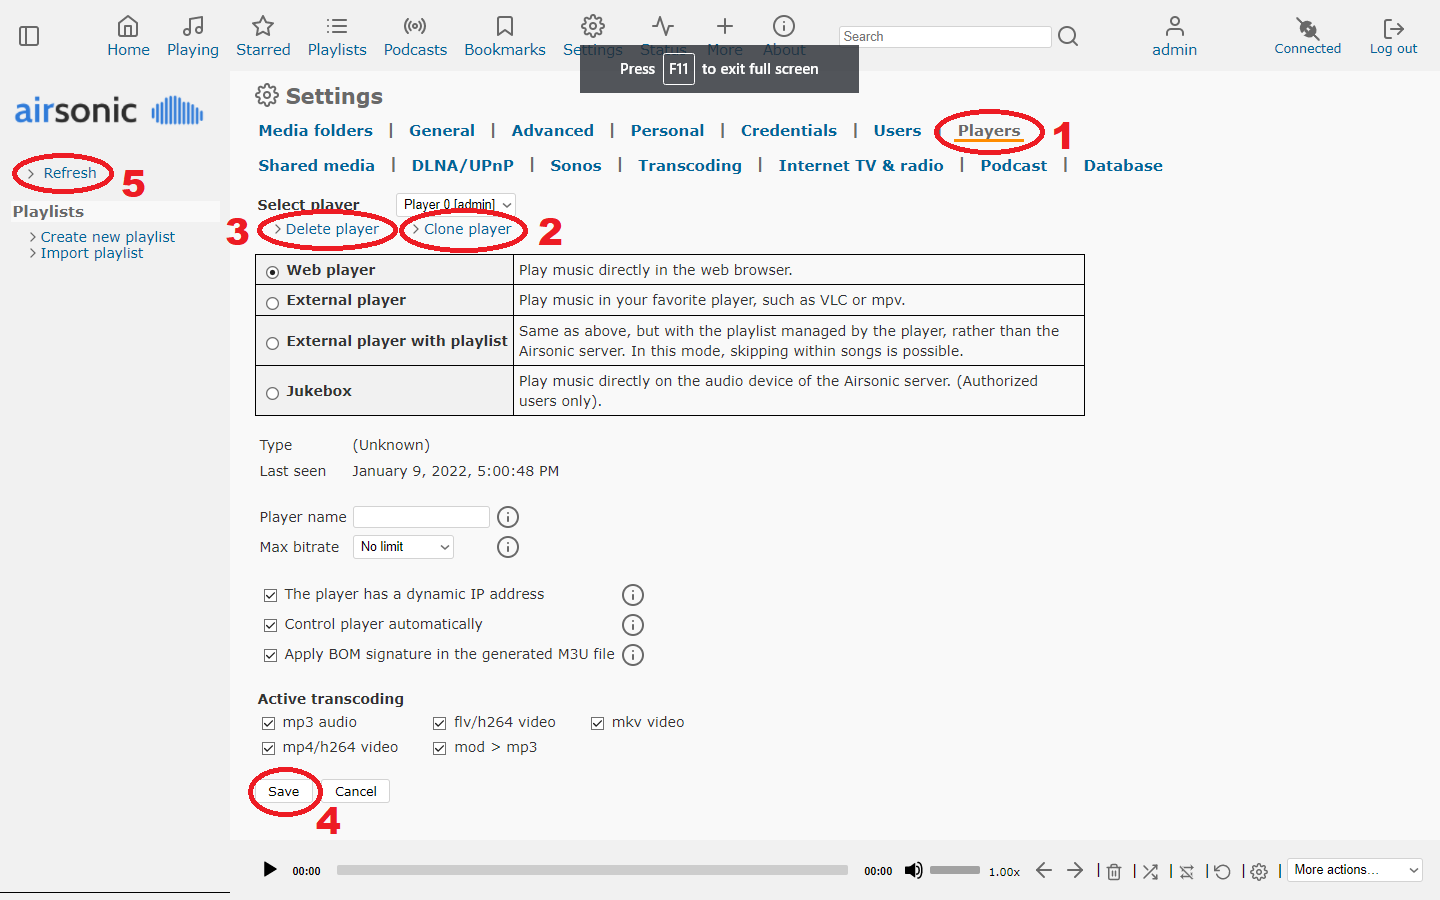 Home Playing Starred Playlists Podcasts Bookmarks Settings Status More About Search admin Connected Log out
Press F11 to exit full screen
airsonic
Settings
Media folders | General | Advanced | Personal | Credentials | Users | Players 1
Shared media | DLNA/UPnP | Sonos | Transcoding | Internet TV & radio | Podcast | Database
Refresh 5
Playlists
Create new playlist
Import playlist
Select player Player 0 [admin]
3 Delete player Clone player 2
Web player Play music directly in the web browser.
External player Play music in your favorite player, such as VLC or mpv.
External player with playlist Same as above, but with the playlist managed by the player, rather than the
Airsonic server. In this mode, skipping within songs is possible.
Jukebox Play music directly on the audio device of the Airsonic server. (Authorized
users only).
Type (Unknown)
Last seen January 9, 2022, 5:00:48 PM
Player name
Max bitrate No limit
The player has a dynamic IP address
Control player automatically
Apply BOM signature in the generated M3U file
Active transcoding
mp3 audio flv/h264 video mkv video
mp4/h264 video mod > mp3
Save Cancel
4
00:00 00:00 1.00x | | | | | | More actions...